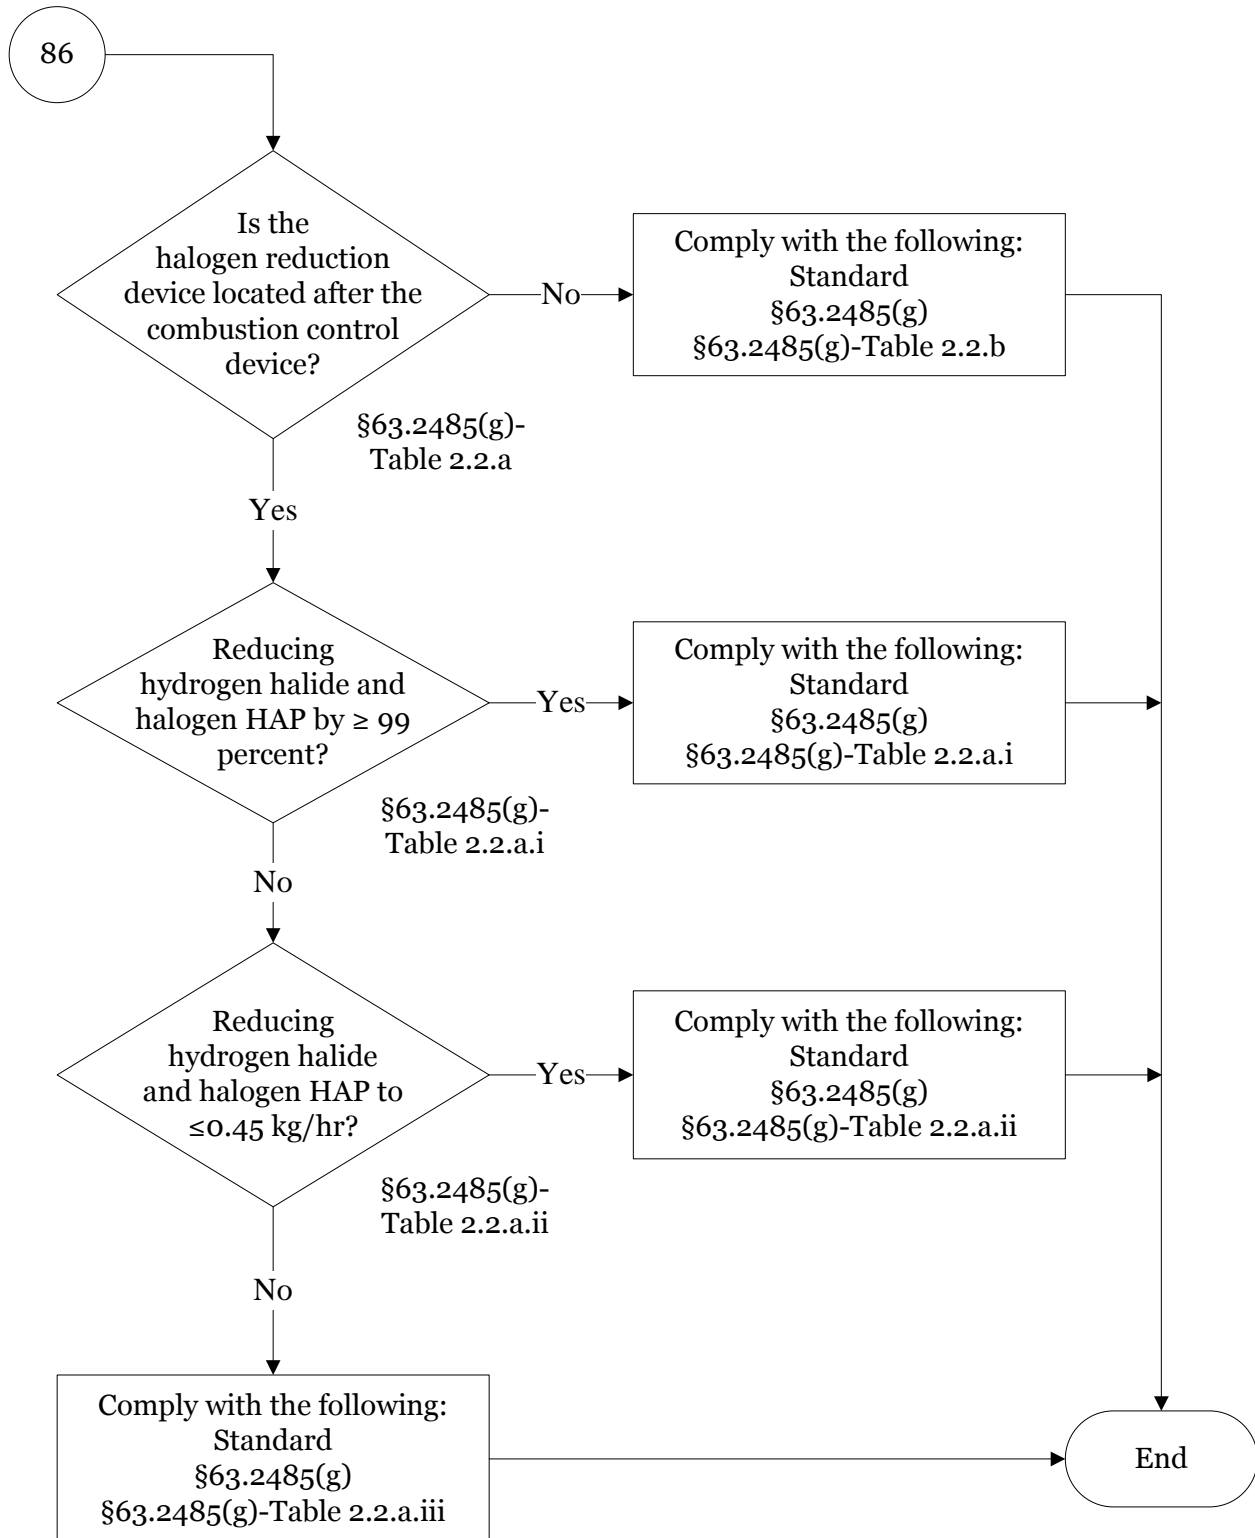 86
Is the
halogen reduction
device located after the
combustion control
device?
No
Comply with the following:
Standard
§63.2485(g)
§63.2485(g)-Table 2.2.b
§63.2485(g)-
Table 2.2.a
Yes
Reducing
hydrogen halide and
halogen HAP by ≥ 99
percent?
Yes
Comply with the following:
Standard
§63.2485(g)
§63.2485(g)-Table 2.2.a.i
§63.2485(g)-
Table 2.2.a.i
No
Reducing
hydrogen halide
and halogen HAP to
≤0.45 kg/hr?
Yes
Comply with the following:
Standard
§63.2485(g)
§63.2485(g)-Table 2.2.a.ii
§63.2485(g)-
Table 2.2.a.ii
No
Comply with the following:
Standard
§63.2485(g)
§63.2485(g)-Table 2.2.a.iii
End